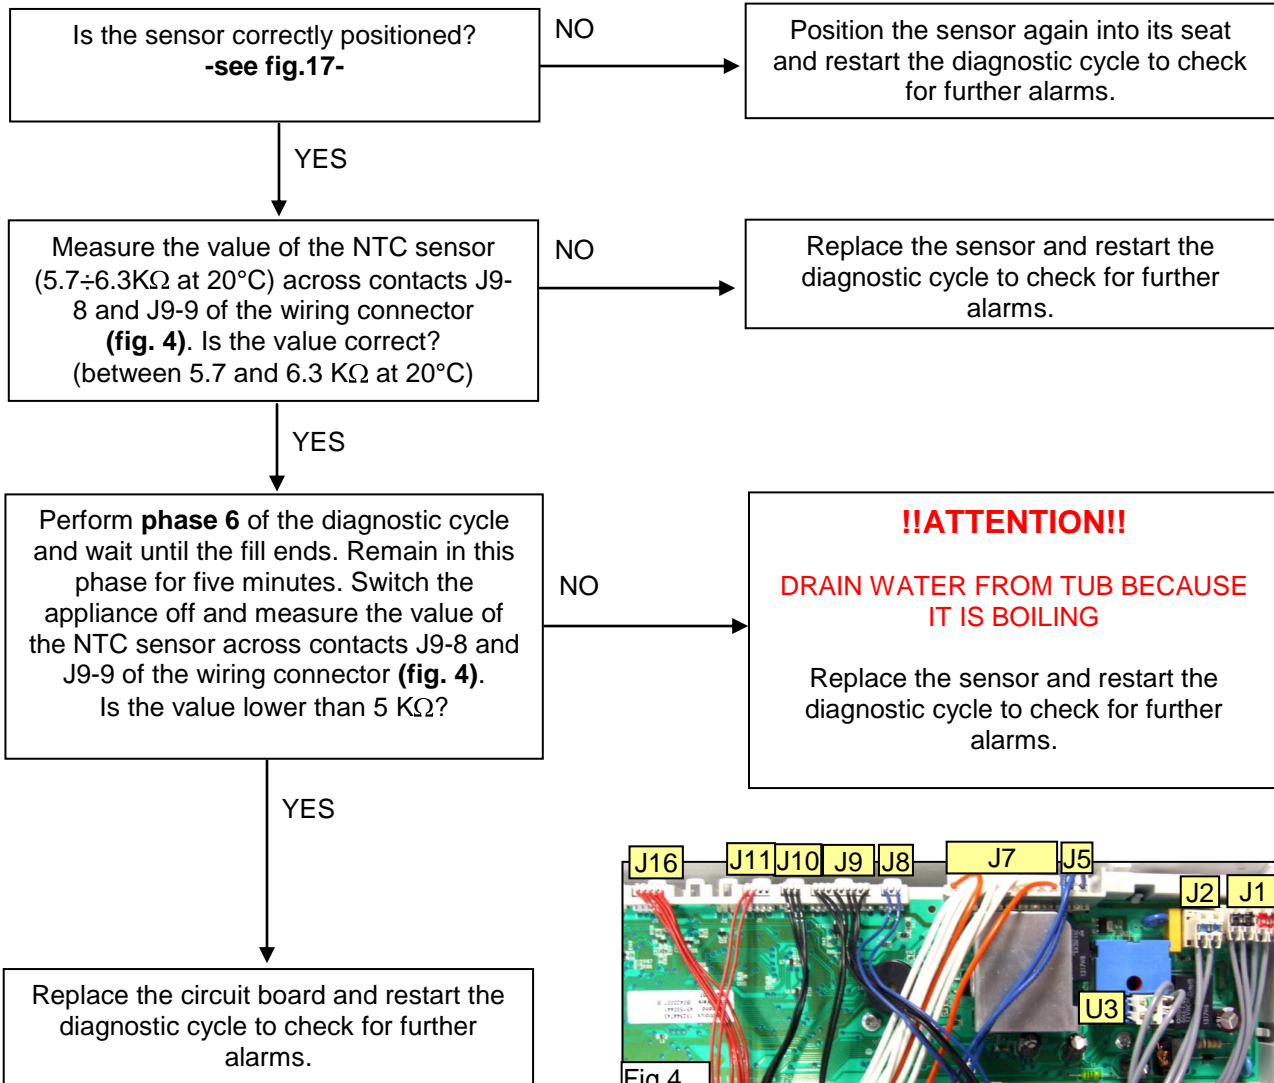 Is the sensor correctly positioned?
-see fig.17-
NO
Position the sensor again into its seat
and restart the diagnostic cycle to check
for further alarms.
YES
Measure the value of the NTC sensor
(5.7÷6.3KΩ at 20°C) across contacts J9-
8 and J9-9 of the wiring connector
(fig. 4). Is the value correct?
(between 5.7 and 6.3 KΩ at 20°C)
NO
Replace the sensor and restart the
diagnostic cycle to check for further
alarms.
YES
Perform phase 6 of the diagnostic cycle
and wait until the fill ends. Remain in this
phase for five minutes. Switch the
appliance off and measure the value of
the NTC sensor across contacts J9-8 and
J9-9 of the wiring connector (fig. 4).
Is the value lower than 5 KΩ?
NO
!!ATTENTION!!
DRAIN WATER FROM TUB BECAUSE
IT IS BOILING
Replace the sensor and restart the
diagnostic cycle to check for further
alarms.
YES
Replace the circuit board and restart the
diagnostic cycle to check for further
alarms.
J16
J11
J10
J9
J8
J7
J5
J2
J1
U3
Fig.4